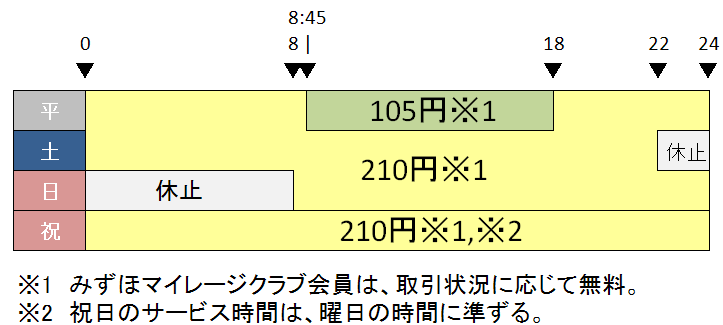 8:45
0 8 | 18 22 24
平 105円※1
土 休止
210円※1
日 休止
祝 210円※1,※2
※1 みずほマイレージクラブ会員は、取引状況に応じて無料。
※2 祝日のサービス時間は、曜日の時間に準ずる。